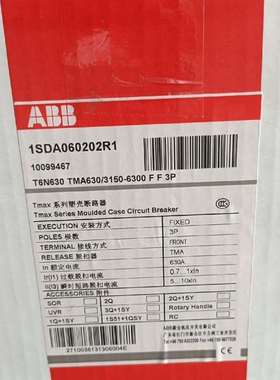 ABB
1SDA060202R1
10099467
T6N630 TMA630/3150-6300 F F 3P
Tmax 系列塑壳断路器
Tmax Series Moulded Case Circuit Breaker
EXECUTION 安装方式 FIXED
POLES 极数 3P
TERMINAL 接线方式 FRONT
RELEASE 脱扣器 TMA
In 额定电流 630A
It(I1) 过载脱扣电流 0.7...1xIn
Ii(I3) 瞬时短路脱扣电流 5...10xIn
ACCESSORIES 附件
SOR 2Q 2Q+1SY
UVR 3Q+1SY Rotary Handle
1Q+1SY 1S51+1QSY RC